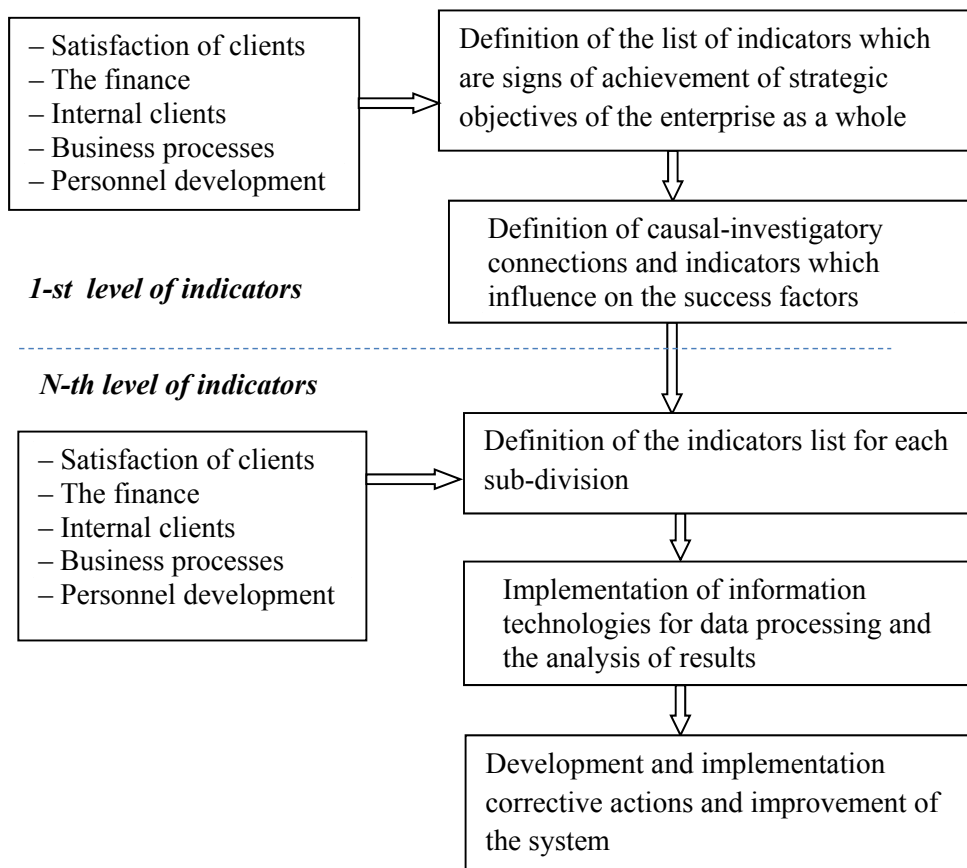 – Satisfaction of clients
– The finance
– Internal clients
– Business processes
– Personnel development
Definition of the list of indicators which
are signs of achievement of strategic
objectives of the enterprise as a whole
Definition of causal-investigatory
connections and indicators which
influence on the success factors
1-st level of indicators
N-th level of indicators
– Satisfaction of clients
– The finance
– Internal clients
– Business processes
– Personnel development
Definition of the indicators list for each
sub-division
Implementation of information
technologies for data processing and
the analysis of results
Development and implementation
corrective actions and improvement of
the system